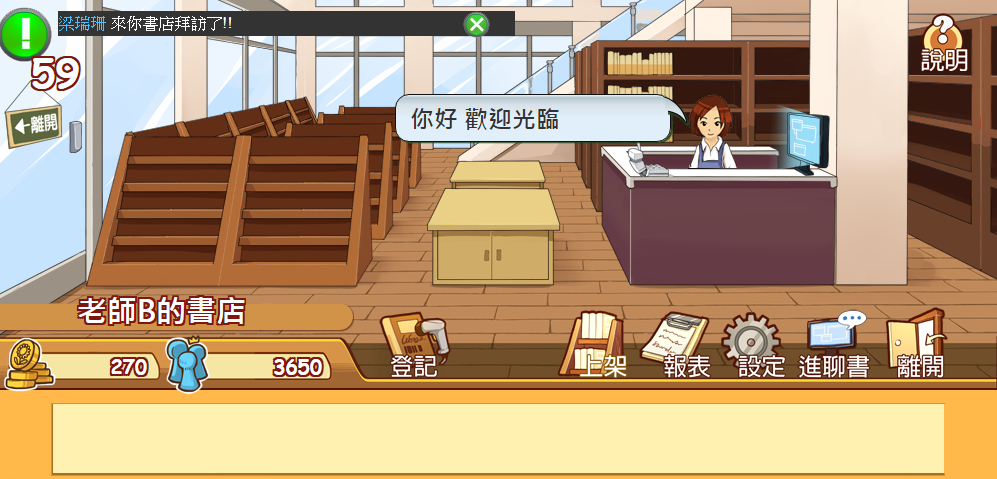 梁瑞珊 來你書店拜訪了!!
59
離開
說明
你好 歡迎光臨
老師B的書店
270
3650
登記
上架
報表
設定
進聊書
離開